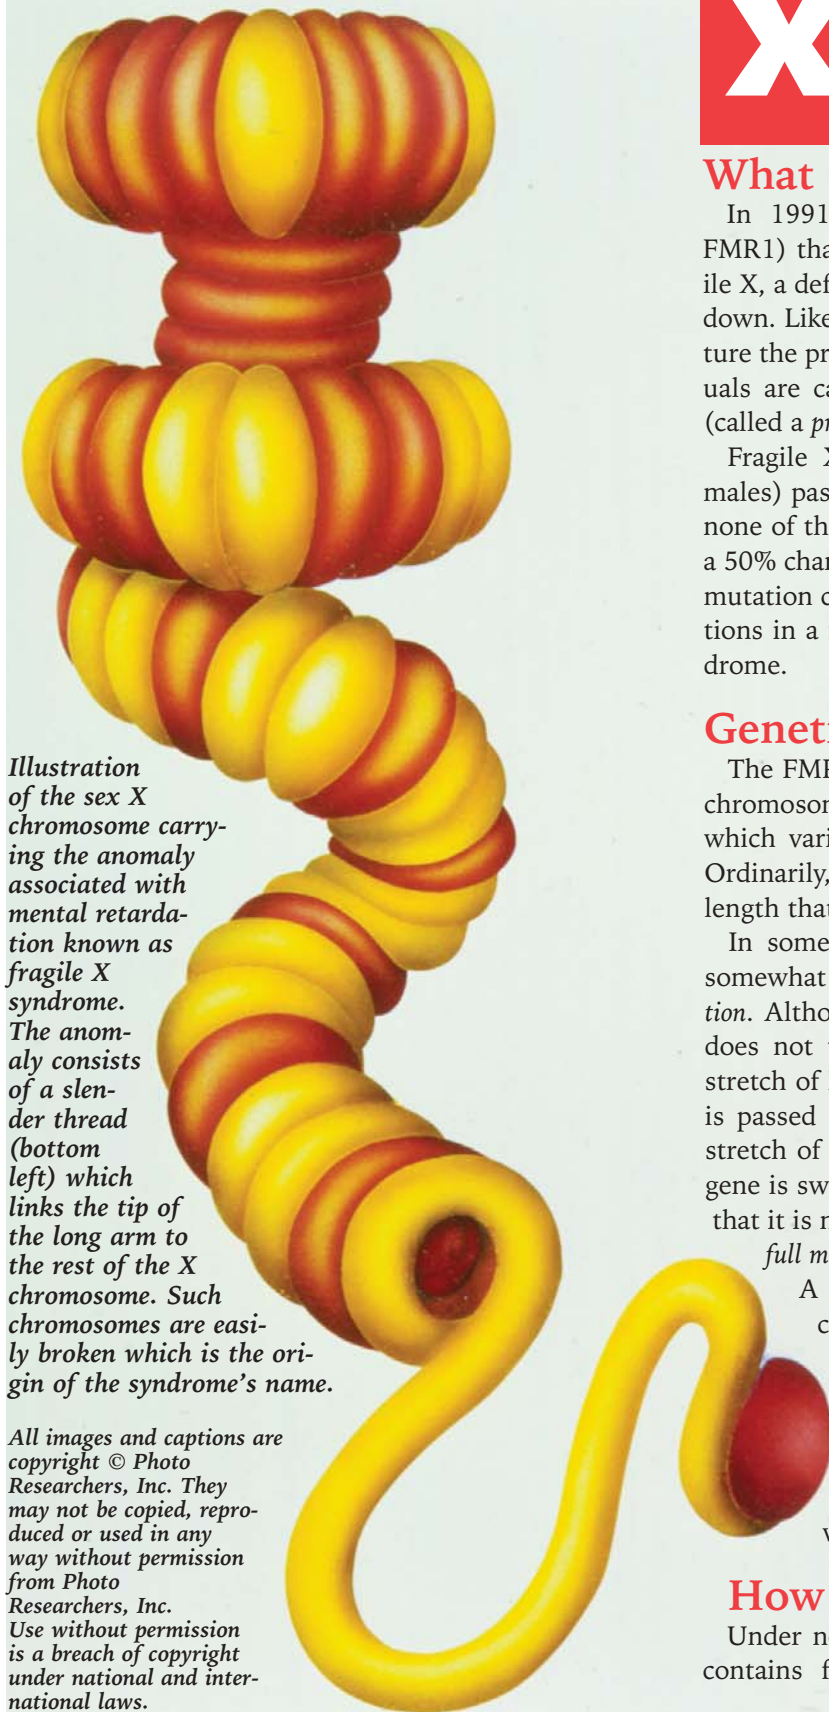 X
What
In 1991
FMR1) tha
ile X, a def
down. Like
ture the pr
uals are ca
(called a pr
Fragile X
males) pas
none of th
a 50% chan
mutation c
tions in a
drome.
Geneti
The FMR
chromosom
which vari
Ordinarily,
length that
In some
somewhat
tion. Altho
does not
stretch of
is passed
stretch of
gene is sw
that it is n
full m
A
c
How
Under no
contains f
Illustration
of the sex X
chromosome carry-
ing the anomaly
associated with
mental retarda-
tion known as
fragile X
syndrome.
The anom-
aly consists
of a slen-
der thread
(bottom
left) which
links the tip of
the long arm to
the rest of the X
chromosome. Such
chromosomes are easi-
ly broken which is the ori-
gin of the syndrome's name.
All images and captions are
copyright © Photo
Researchers, Inc. They
may not be copied, repro-
duced or used in any
way without permission
from Photo
Researchers, Inc.
Use without permission
is a breach of copyright
under national and inter-
national laws.